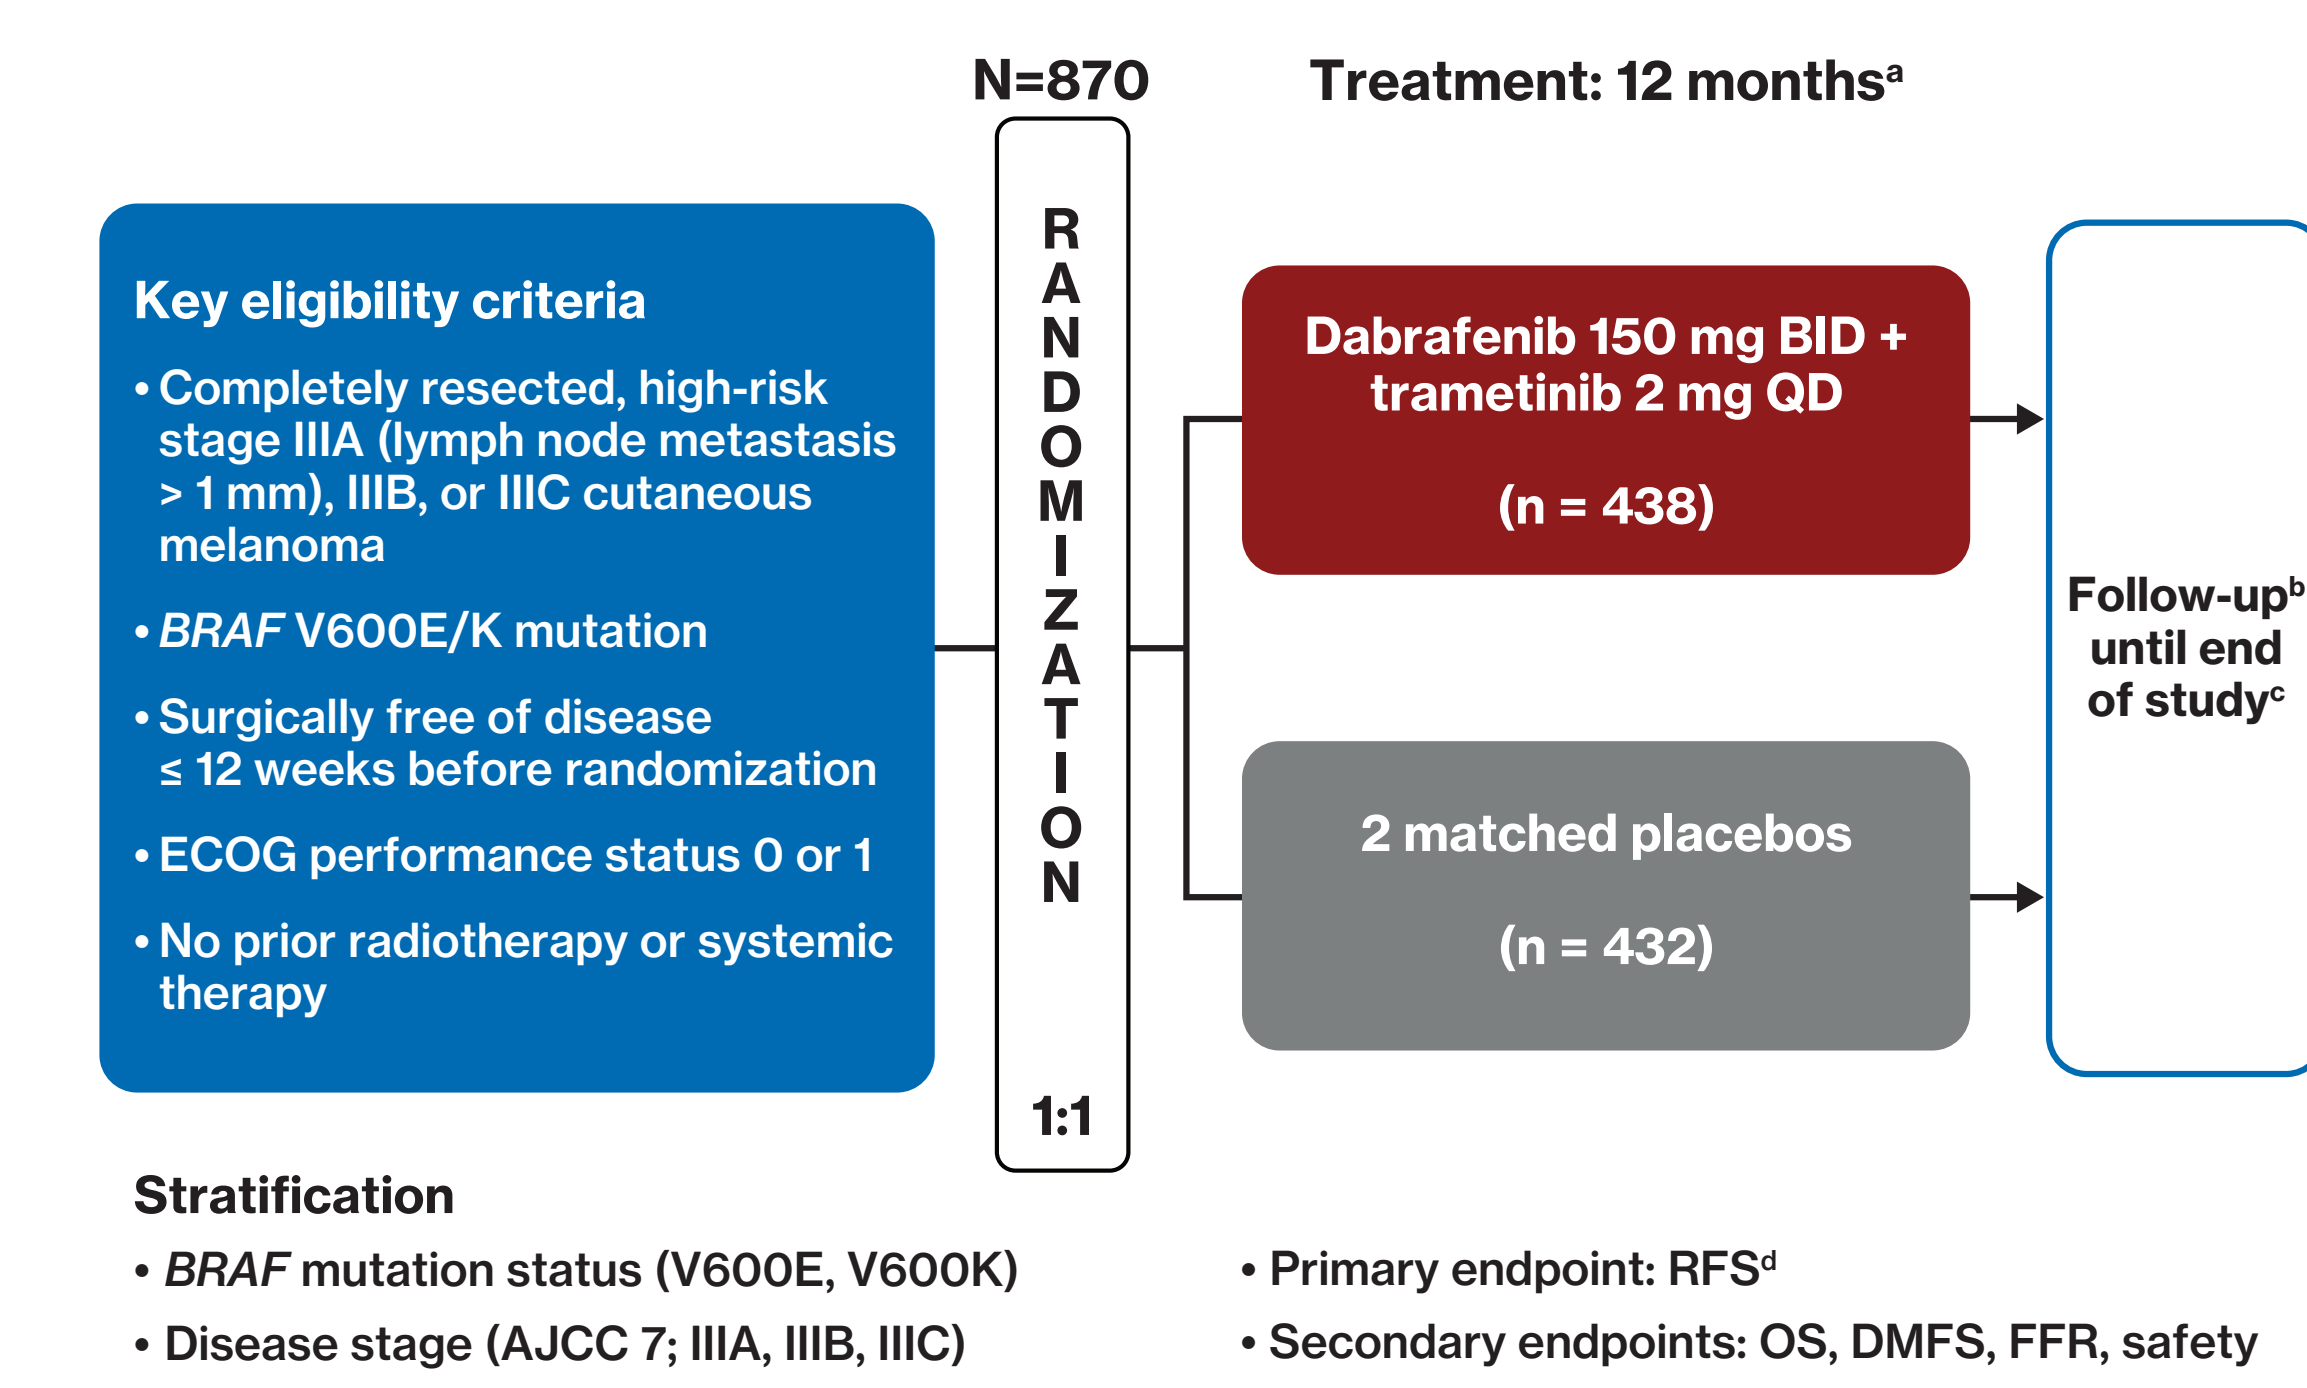 N=870
Treatment: 12 monthsᵃ
Key eligibility criteria
• Completely resected, high-risk
stage IIIA (lymph node metastasis
> 1 mm), IIIB, or IIIC cutaneous
melanoma
• BRAF V600E/K mutation
• Surgically free of disease
≤ 12 weeks before randomization
• ECOG performance status 0 or 1
• No prior radiotherapy or systemic
therapy
RANDOMIZATION
1:1
Dabrafenib 150 mg BID +
trametinib 2 mg QD
(n = 438)
2 matched placebos
(n = 432)
Follow-upᵇ
until end
of studyᶜ
Stratification
• BRAF mutation status (V600E, V600K)
• Disease stage (AJCC 7; IIIA, IIIB, IIIC)
• Primary endpoint: RFSᵈ
• Secondary endpoints: OS, DMFS, FFR, safety